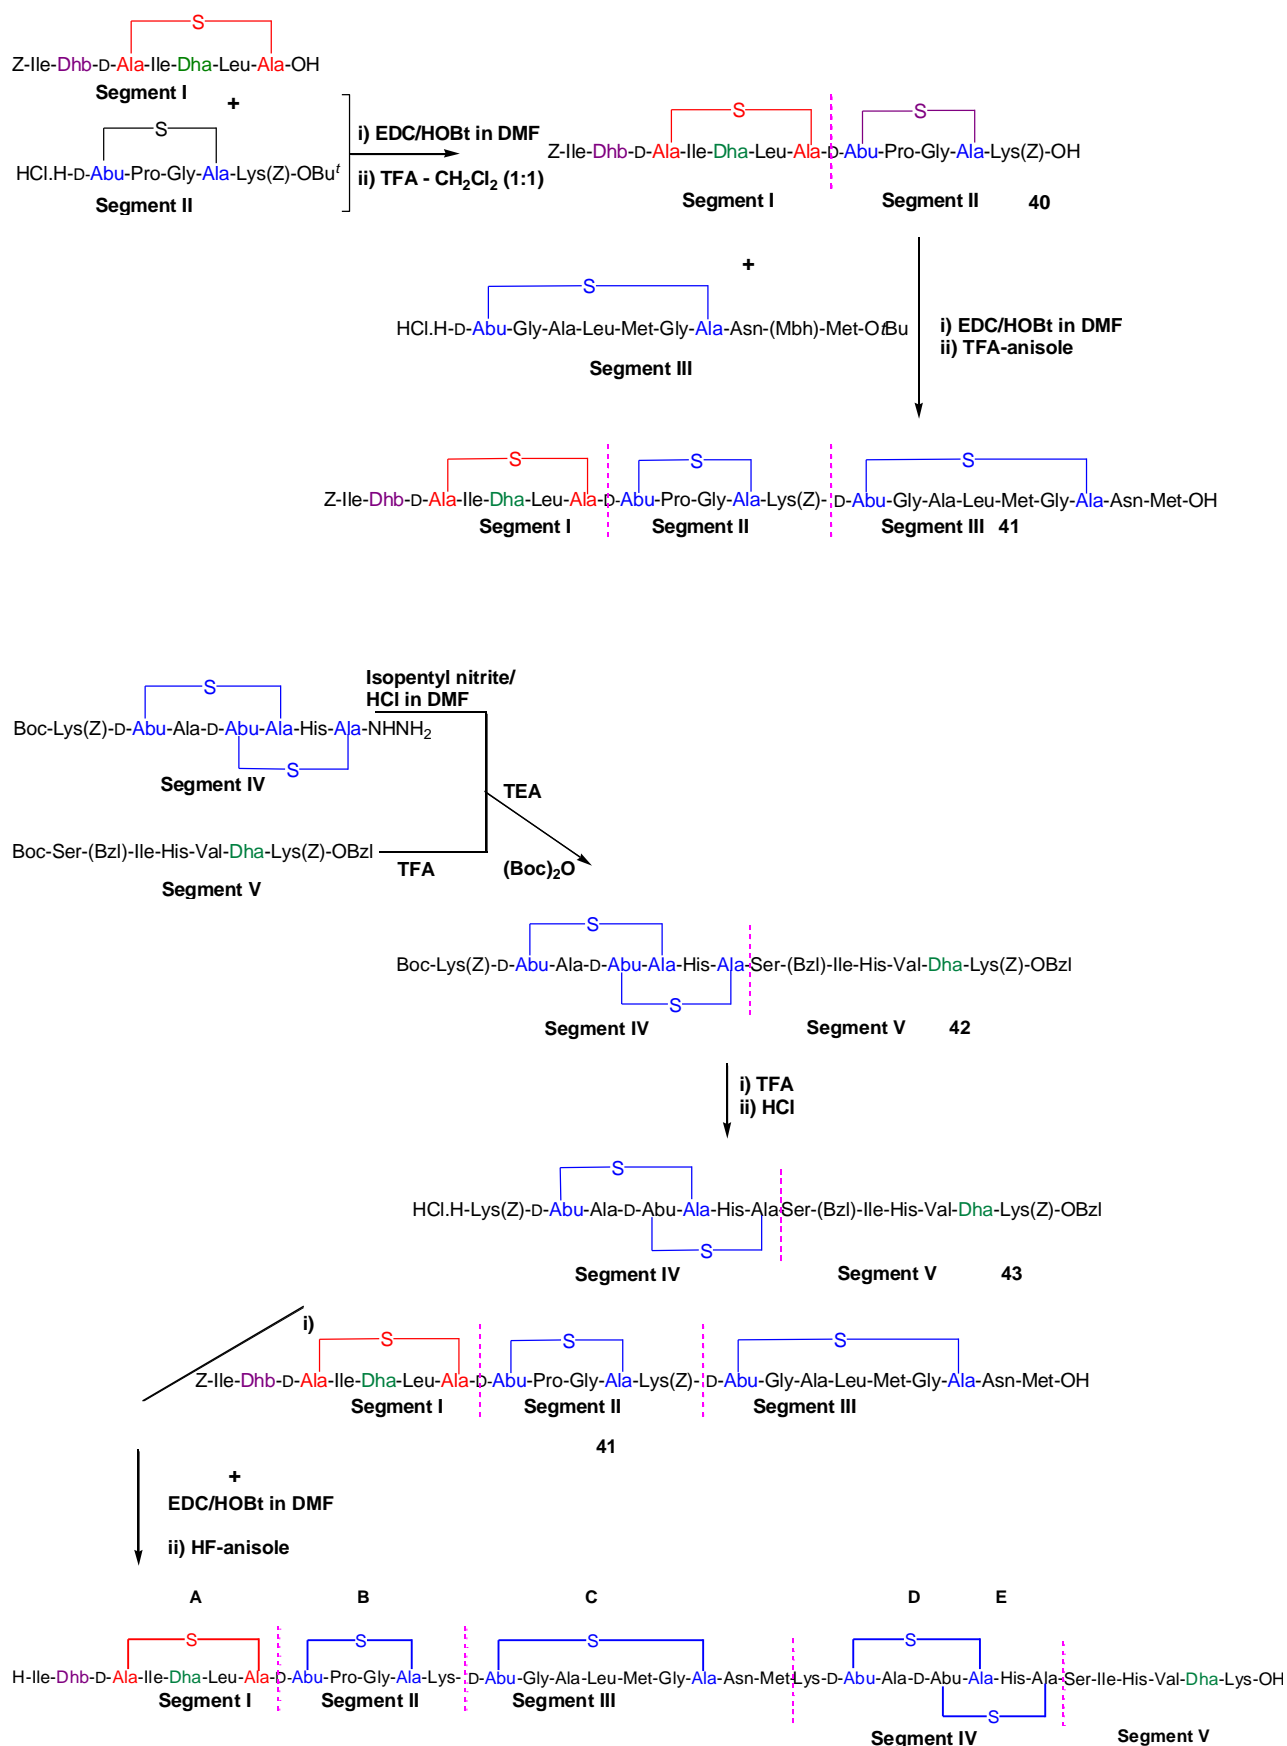 S
Z-Ile-Dhb-D-Ala-Ile-Dha-Leu-Ala-OH
Segment I
+
S
HCl.H-D-Abu-Pro-Gly-Ala-Lys(Z)-OBu^t
Segment II
i) EDC/HOBt in DMF
ii) TFA - CH2Cl2 (1:1)
S S
Z-Ile-Dhb-D-Ala-Ile-Dha-Leu-Ala-D-Abu-Pro-Gly-Ala-Lys(Z)-OH
Segment I Segment II 40
+
S
HCl.H-D-Abu-Gly-Ala-Leu-Met-Gly-Ala-Asn-(Mbh)-Met-OtBu
Segment III
i) EDC/HOBt in DMF
ii) TFA-anisole
S S S
Z-Ile-Dhb-D-Ala-Ile-Dha-Leu-Ala-D-Abu-Pro-Gly-Ala-Lys(Z)-D-Abu-Gly-Ala-Leu-Met-Gly-Ala-Asn-Met-OH
Segment I Segment II Segment III 41
Isopentyl nitrite/
HCl in DMF
S
Boc-Lys(Z)-D-Abu-Ala-D-Abu-Ala-His-Ala-NHNH2
S
Segment IV
TEA
Boc-Ser-(Bzl)-Ile-His-Val-Dha-Lys(Z)-OBzl
TFA
(Boc)2O
Segment V
S
Boc-Lys(Z)-D-Abu-Ala-D-Abu-Ala-His-Ala-Ser-(Bzl)-Ile-His-Val-Dha-Lys(Z)-OBzl
S
Segment IV Segment V 42
i) TFA
ii) HCl
S
HCl.H-Lys(Z)-D-Abu-Ala-D-Abu-Ala-His-Ala-Ser-(Bzl)-Ile-His-Val-Dha-Lys(Z)-OBzl
S
Segment IV Segment V 43
i)
S S S
Z-Ile-Dhb-D-Ala-Ile-Dha-Leu-Ala-D-Abu-Pro-Gly-Ala-Lys(Z)-D-Abu-Gly-Ala-Leu-Met-Gly-Ala-Asn-Met-OH
Segment I Segment II Segment III
41
+
EDC/HOBt in DMF
ii) HF-anisole
A B C D E
S S S S
H-Ile-Dhb-D-Ala-Ile-Dha-Leu-Ala-D-Abu-Pro-Gly-Ala-Lys-D-Abu-Gly-Ala-Leu-Met-Gly-Ala-Asn-Met-Lys-D-Abu-Ala-D-Abu-Ala-His-Ala-Ser-Ile-His-Val-Dha-Lys-OH
S
Segment I Segment II Segment III Segment IV Segment V